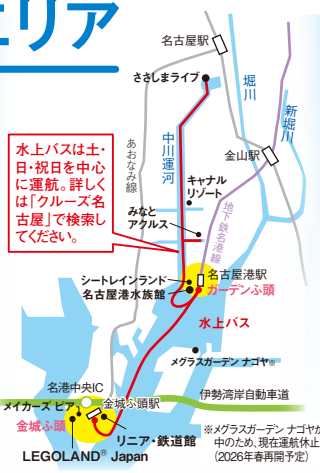 エリア
名古屋駅
ささしまライブ
堀川
新堀川
中川運河
あおなみ線
金山駅
水上バスは土・
日・祝日を中心
に運航。詳しく
は「クルーズ名
古屋」で検索し
てください。
キャナル
リゾート
みなと
アクルス
地下鉄名港線
シートレインランド
名古屋港水族館
名古屋港駅
ガーデンふ頭
水上バス
メグラスガーデン ナゴヤ※
名港中央IC
伊勢湾岸自動車道
メイカーズ ピア
金城ふ頭駅
金城ふ頭
リニア・鉄道館
LEGOLAND® Japan
※メグラスガーデン ナゴヤが
中のため、現在運航休止
(2026年春再開予定)